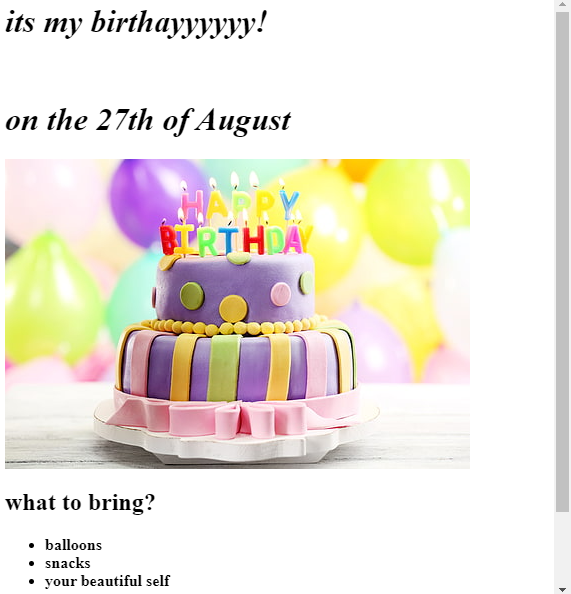 its my birthayyyyyy!
on the 27th of August
HAPPY
BIRTHDAY
what to bring?
balloons
snacks
your beautiful self